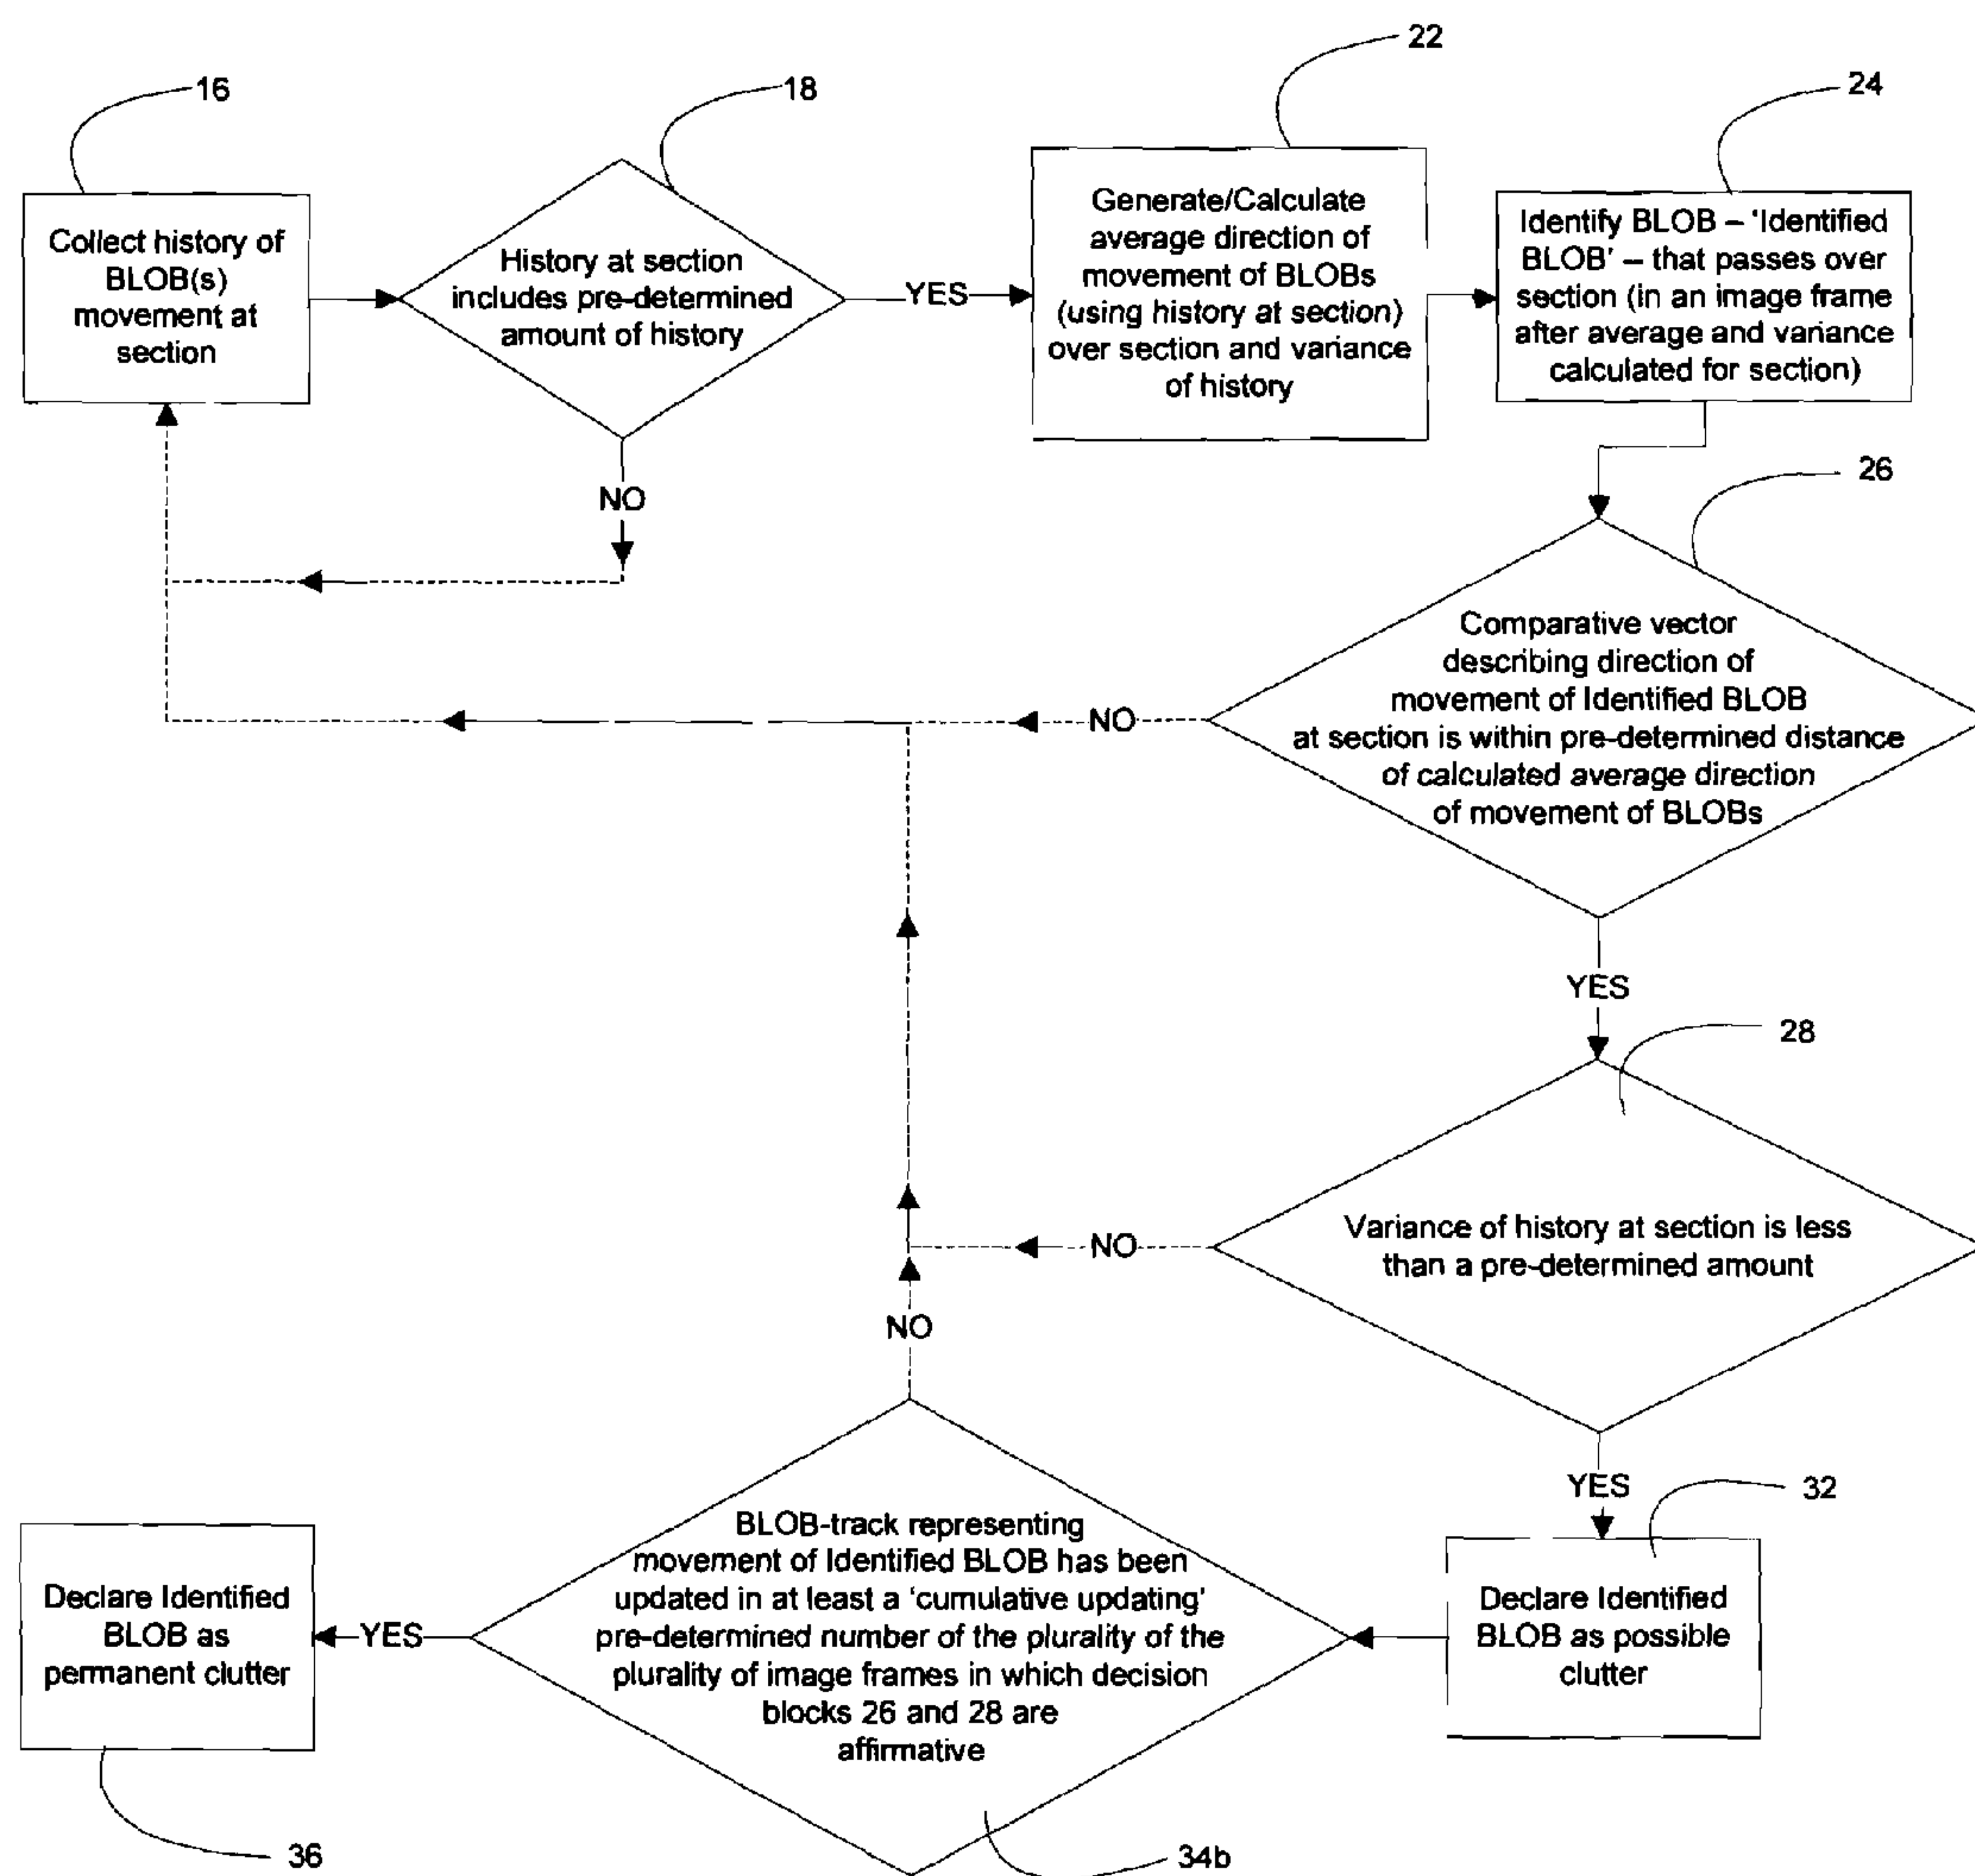 16
18
22
24
Collect history of
BLOB(s)
movement at
section
History at section
includes pre-determined
amount of history
YES
NO
Generate/Calculate
average direction of
movement of BLOBs
(using history at section)
over section and variance
of history
Identify BLOB – ‘Identified
BLOB’ – that passes over
section (in an image frame
after average and variance
calculated for section)
26
Comparative vector
describing direction of
movement of Identified BLOB
at section is within pre-determined distance
of calculated average direction
of movement of BLOBs
NO
YES
28
Variance of history at section is less
than a pre-determined amount
NO
YES
32
Declare Identified
BLOB as possible
clutter
NO
BLOB-track representing
movement of Identified BLOB has been
updated in at least a ‘cumulative updating’
pre-determined number of the plurality of the
plurality of image frames in which decision
blocks 26 and 28 are
affirmative
34b
YES
Declare Identified
BLOB as
permanent clutter
36